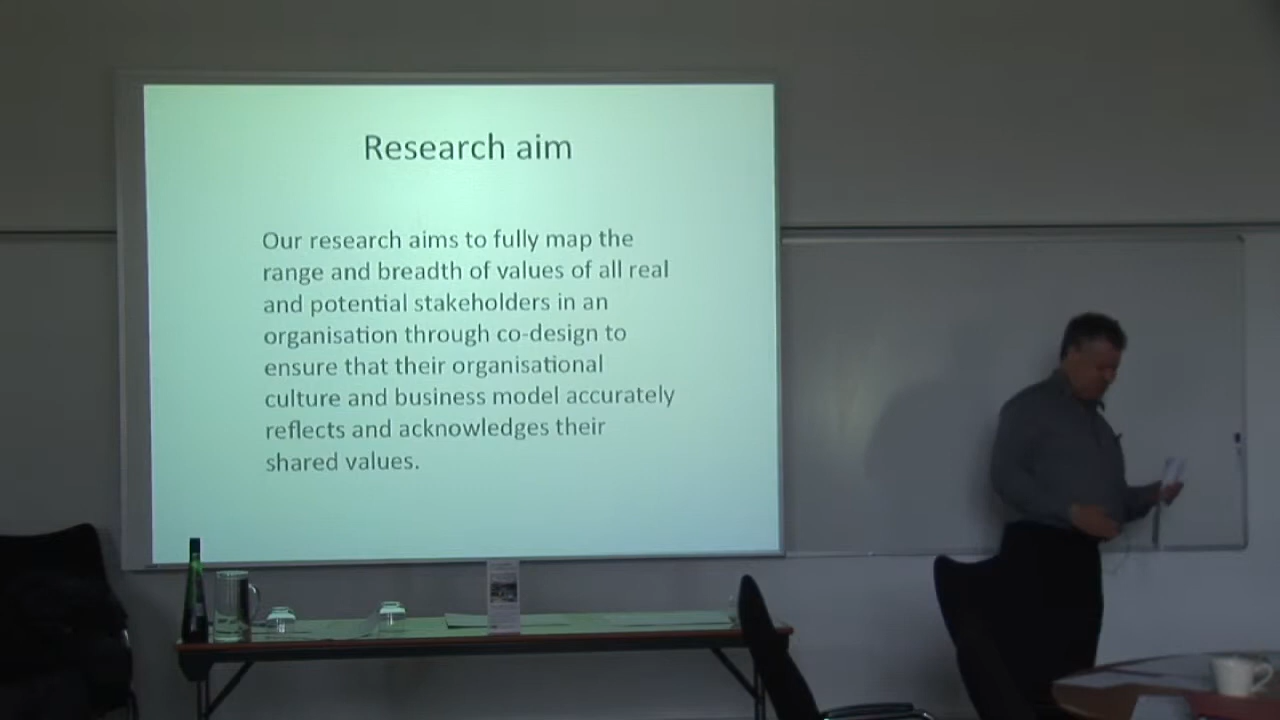 Research aim
Our research aims to fully map the
range and breadth of values of all real
and potential stakeholders in an
organisation through co-design to
ensure that their organisational
culture and business model accurately
reflects and acknowledges their
shared values.